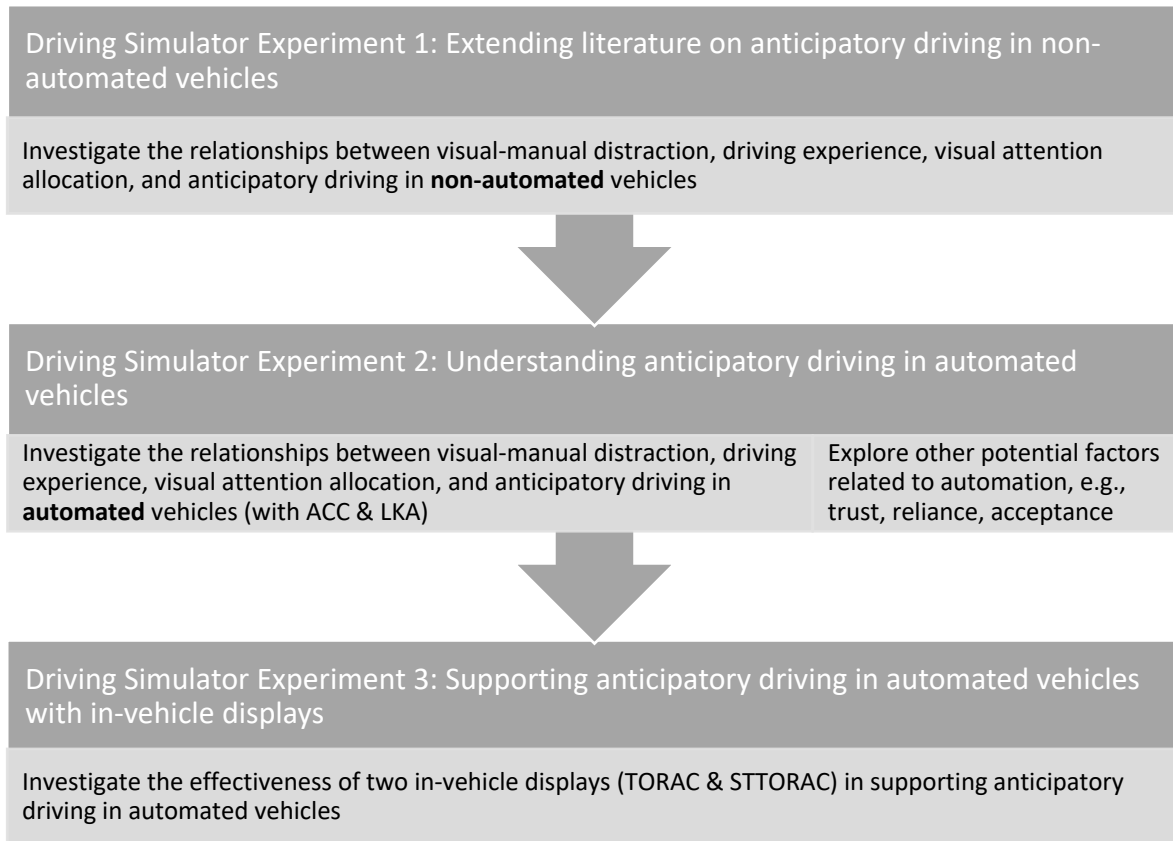 Driving Simulator Experiment 1: Extending literature on anticipatory driving in non-
automated vehicles
Investigate the relationships between visual-manual distraction, driving experience, visual attention
allocation, and anticipatory driving in non-automated vehicles
Driving Simulator Experiment 2: Understanding anticipatory driving in automated
vehicles
Investigate the relationships between visual-manual distraction, driving
experience, visual attention allocation, and anticipatory driving in
automated vehicles (with ACC & LKA)
Explore other potential factors
related to automation, e.g.,
trust, reliance, acceptance
Driving Simulator Experiment 3: Supporting anticipatory driving in automated vehicles
with in-vehicle displays
Investigate the effectiveness of two in-vehicle displays (TORAC & STTORAC) in supporting anticipatory
driving in automated vehicles